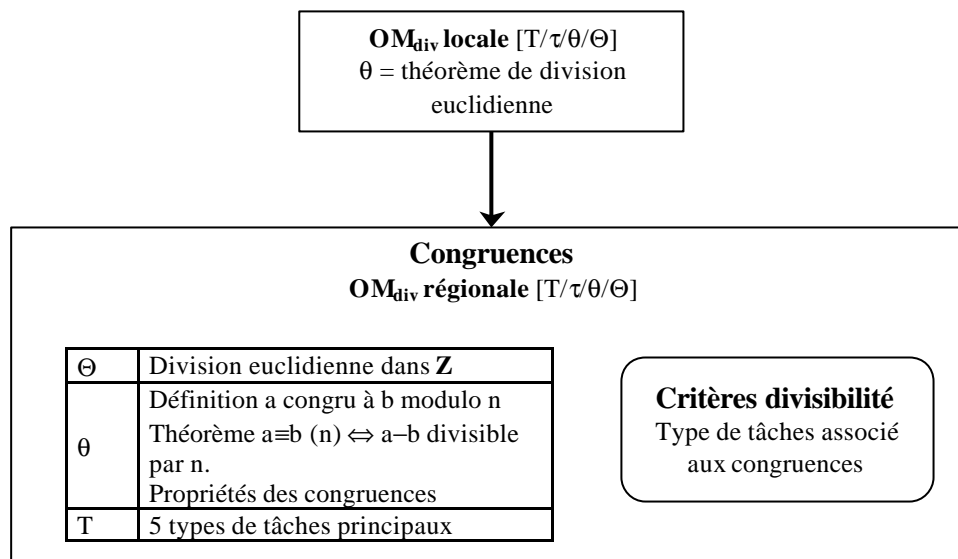 OMdiv locale [T/τ/θ/Θ]
θ = théorème de division
euclidienne
Congruences
OMdiv régionale [T/τ/θ/Θ]
Θ Division euclidienne dans Z
θ Définition a congru à b modulo n
Théorème a≡b (n) ⇔ a−b divisible
par n.
Propriétés des congruences
T 5 types de tâches principaux
Critères divisibilité
Type de tâches associé
aux congruences